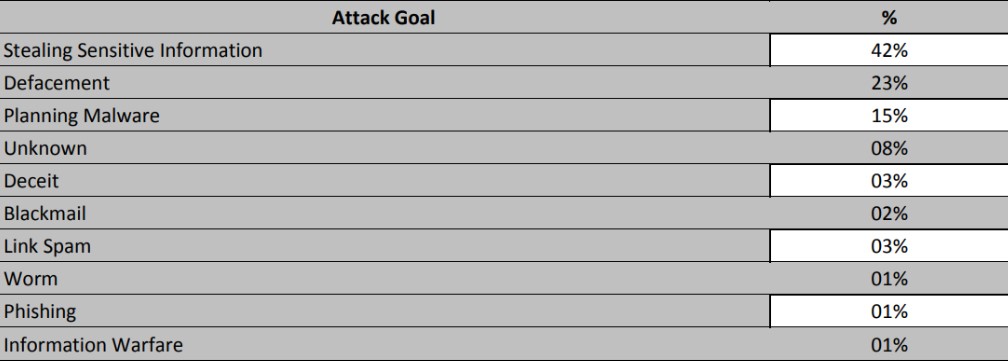 Attack Goal %
Stealing Sensitive Information 42%
Defacement 23%
Planning Malware 15%
Unknown 08%
Deceit 03%
Blackmail 02%
Link Spam 03%
Worm 01%
Phishing 01%
Information Warfare 01%